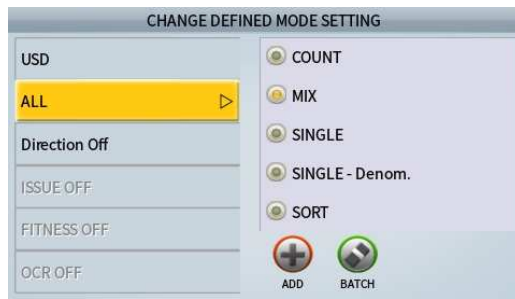 CHANGE DEFINED MODE SETTING
USD
ALL
Direction Off
ISSUE OFF
FITNESS OFF
OCR OFF
COUNT
MIX
SINGLE
SINGLE - Denom.
SORT
ADD
BATCH